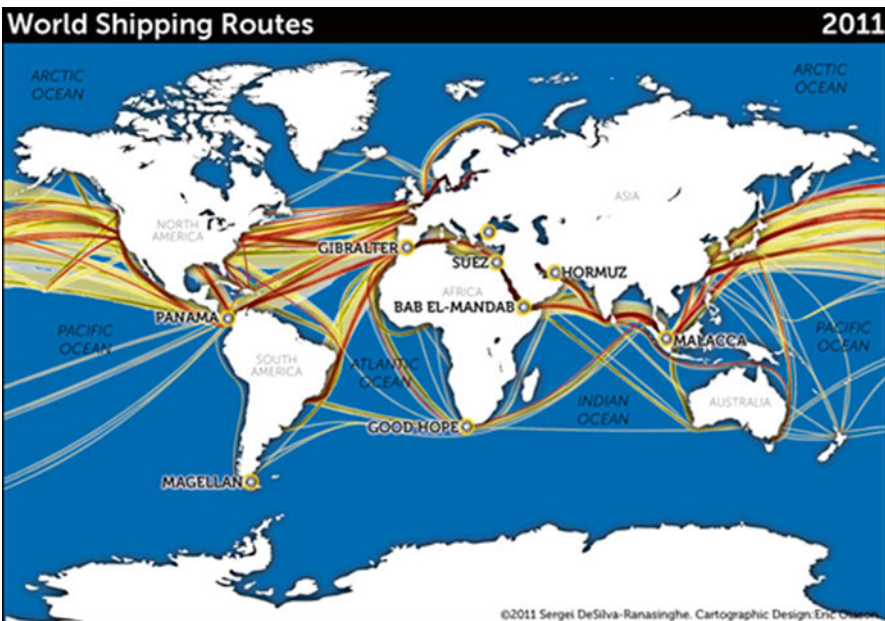 World Shipping Routes
2011
ARCTIC
OCEAN
ARCTIC
OCEAN
NORTH
AMERICA
ASIA
GIBRALTER
SUEZ
HORMUZ
AFRICA
BAB EL-MANDAB
PANAMA
PACIFIC
OCEAN
PACIFIC
OCEAN
MALACCA
SOUTH
AMERICA
ATLANTIC
OCEAN
INDIAN
OCEAN
AUSTRALIA
GOOD HOPE
MAGELLAN
©2011 Sergei DeSilva-Ranasinghe. Cartographic Design:Eric Olason.